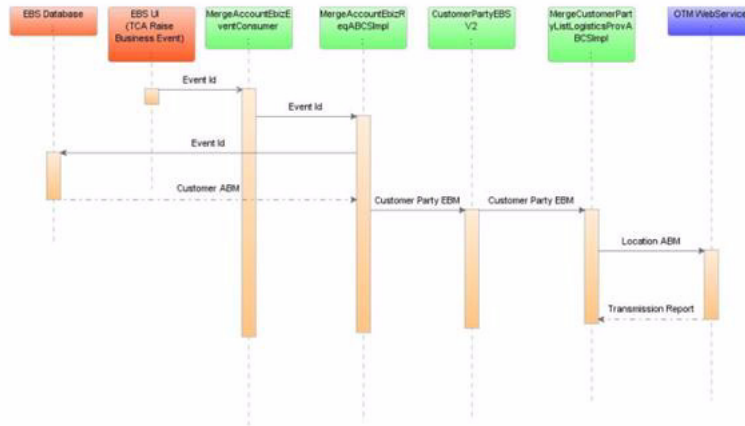 EBS Database
EBS UI
(TCA Raise
Business Event)
MergeAccountEbizE
ventConsumer
MergeAccountEbizR
eqABCSImpl
CustomerPartyEBS
V2
MergeCustomerPart
yListLogisticsProvA
BCSImpl
OTM WebService
Event Id
Event Id
Event Id
Customer ABM
Customer Party EBM
Customer Party EBM
Location ABM
Transmission Report